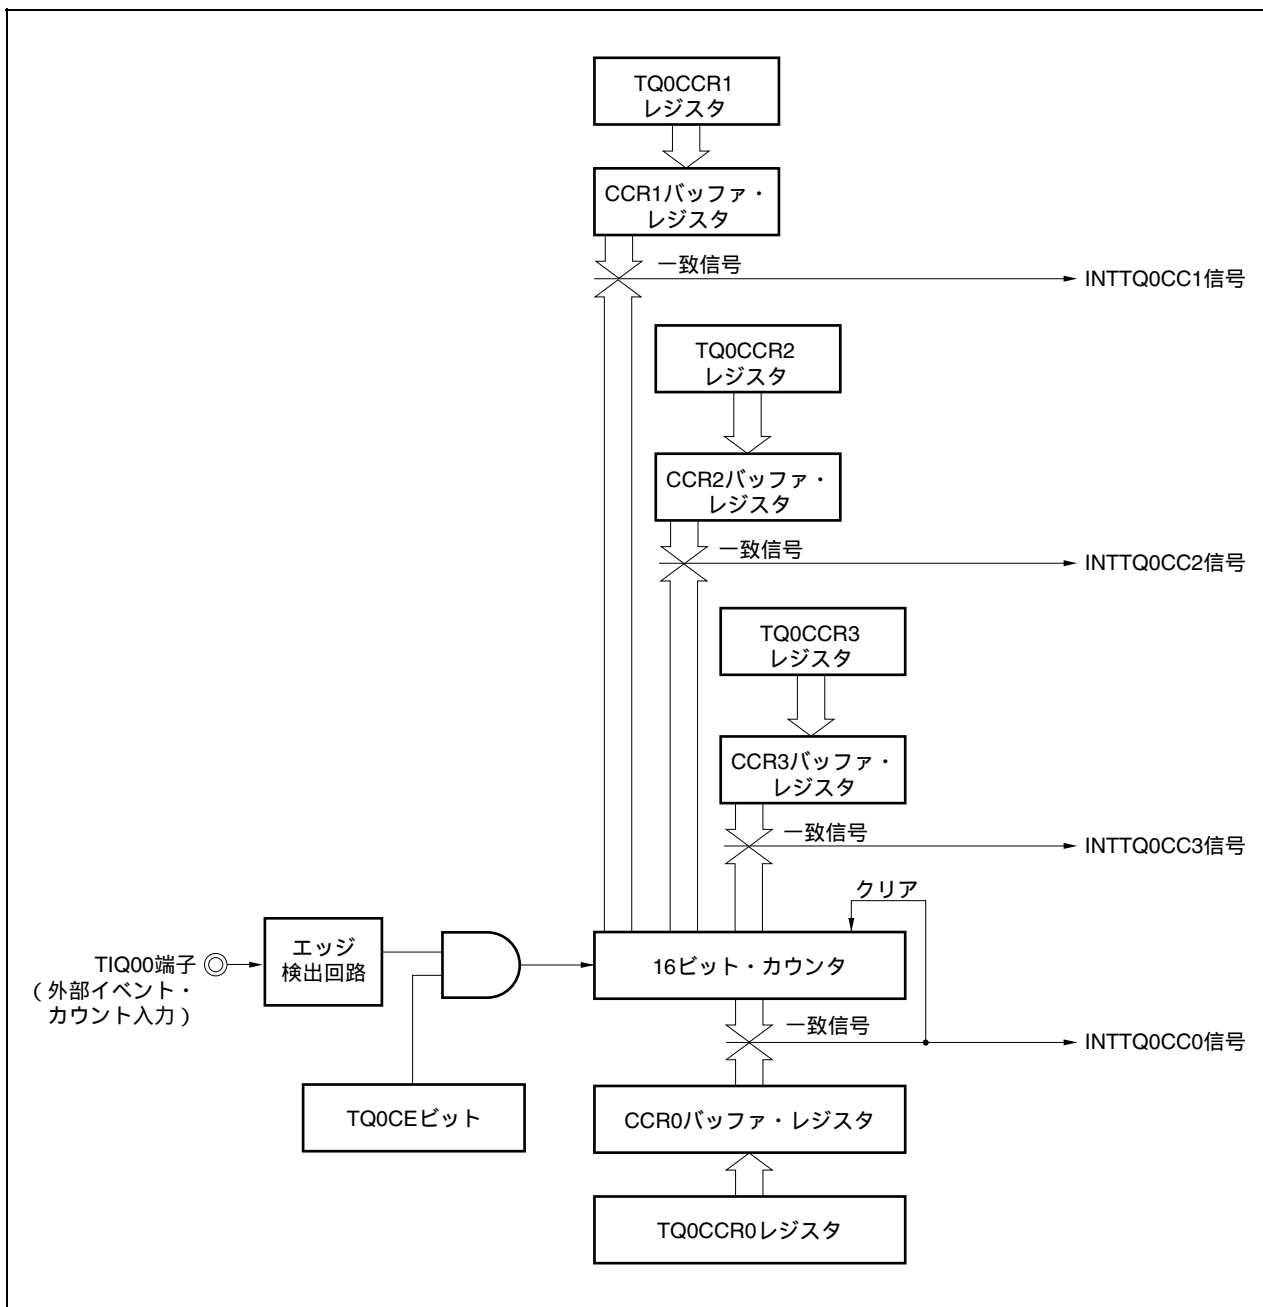 TQ0CCR1
レジスタ
CCR1バッファ・
レジスタ
一致信号
INTTQ0CC1信号
TQ0CCR2
レジスタ
CCR2バッファ・
レジスタ
一致信号
INTTQ0CC2信号
TQ0CCR3
レジスタ
CCR3バッファ・
レジスタ
一致信号
INTTQ0CC3信号
クリア
TIQ00端子
(外部イベント・
カウント入力)
エッジ
検出回路
16ビット・カウンタ
一致信号
INTTQ0CC0信号
TQ0CEビット
CCR0バッファ・レジスタ
TQ0CCR0レジスタ